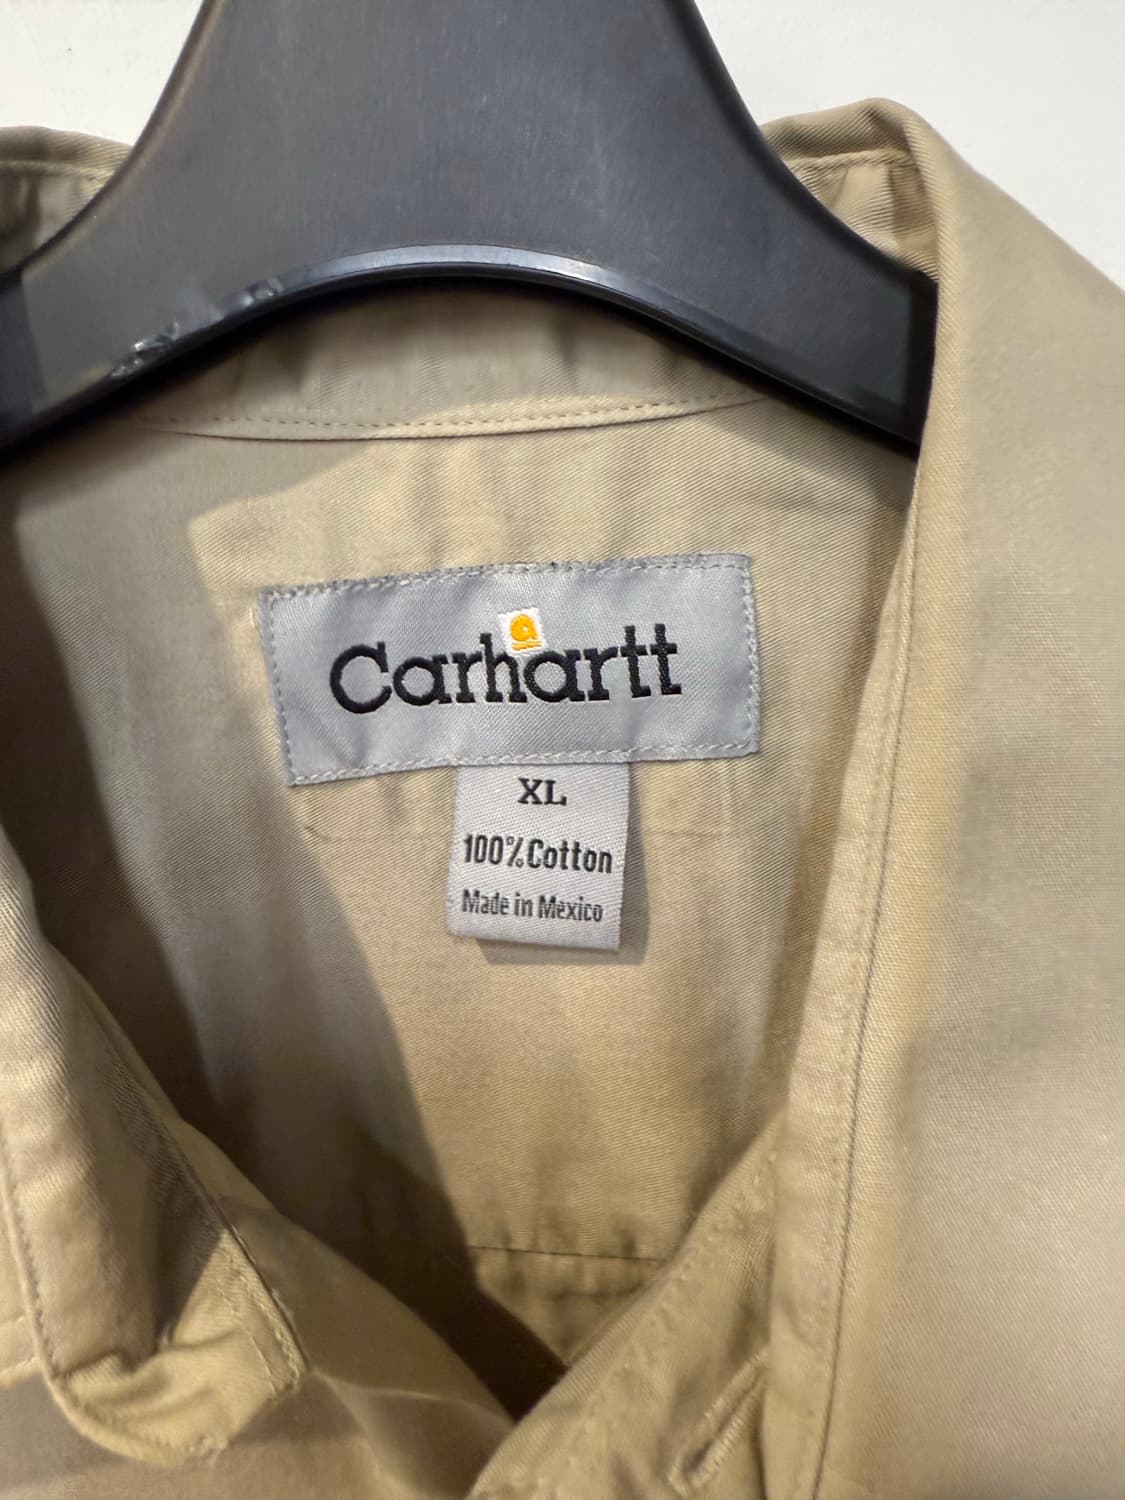 Carhartt
XL
100% Cotton
Made in Mexico